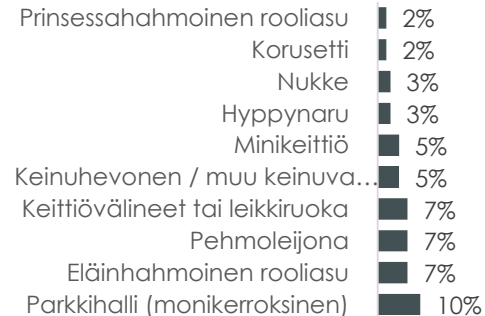 Prinsessahahmoinen rooliasu 2%
Korusetti 2%
Nukke 3%
Hyppynaru 3%
Minikeittiö 5%
Keinuhevonen / muu keinuva... 5%
Keittiövälineet tai leikkiruoka 7%
Pehmoleijona 7%
Eläinhahmoinen rooliasu 7%
Parkkihalli (monikerroksinen) 10%